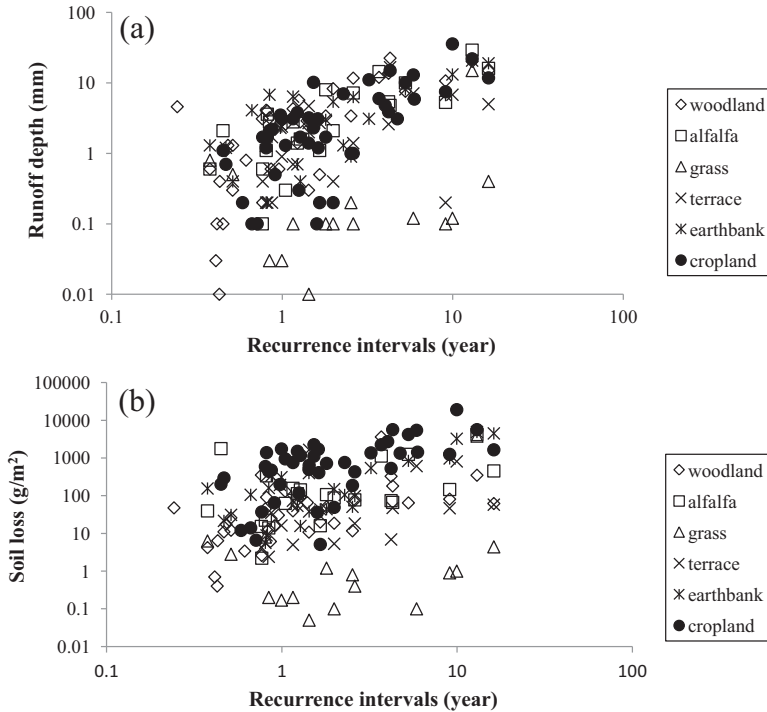 (a)
100
10
1
0.1
0.01
Runoff depth (mm)
0.1 1 10 100
Recurrence intervals (year)
woodland
alfalfa
grass
terrace
earthbank
cropland
(b)
100000
10000
1000
100
10
1
0.1
0.01
Soil loss (g/m²)
0.1 1 10 100
Recurrence intervals (year)
woodland
alfalfa
grass
terrace
earthbank
cropland